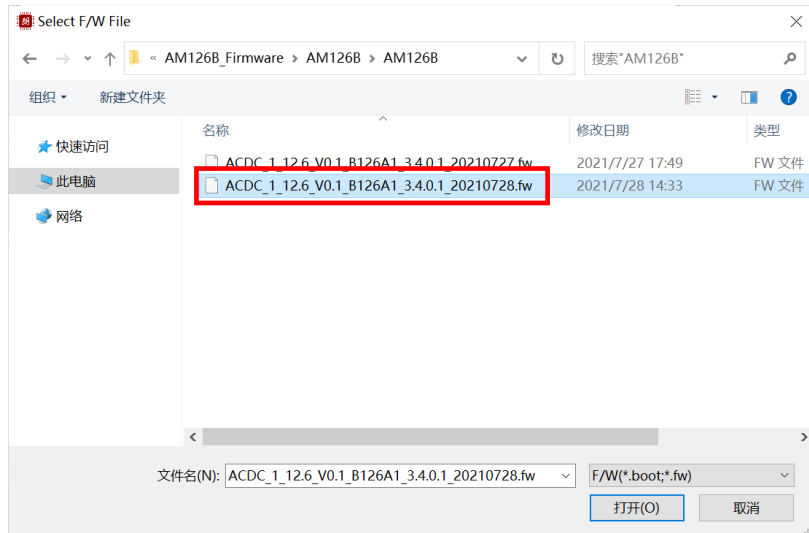 Select F/W File
« AM126B_Firmware > AM126B > AM126B
搜索"AM126B"
组织
新建文件夹
名称
修改日期
类型
快速访问
此电脑
网络
ACDC_1_12.6_V0.1_B126A1_3.4.0.1_20210727.fw 2021/7/27 17:49 FW 文件
ACDC_1_12.6_V0.1_B126A1_3.4.0.1_20210728.fw 2021/7/28 14:33 FW 文件
文件名(N): ACDC_1_12.6_V0.1_B126A1_3.4.0.1_20210728.fw
F/W(*.boot;*.fw)
打开(O)
取消